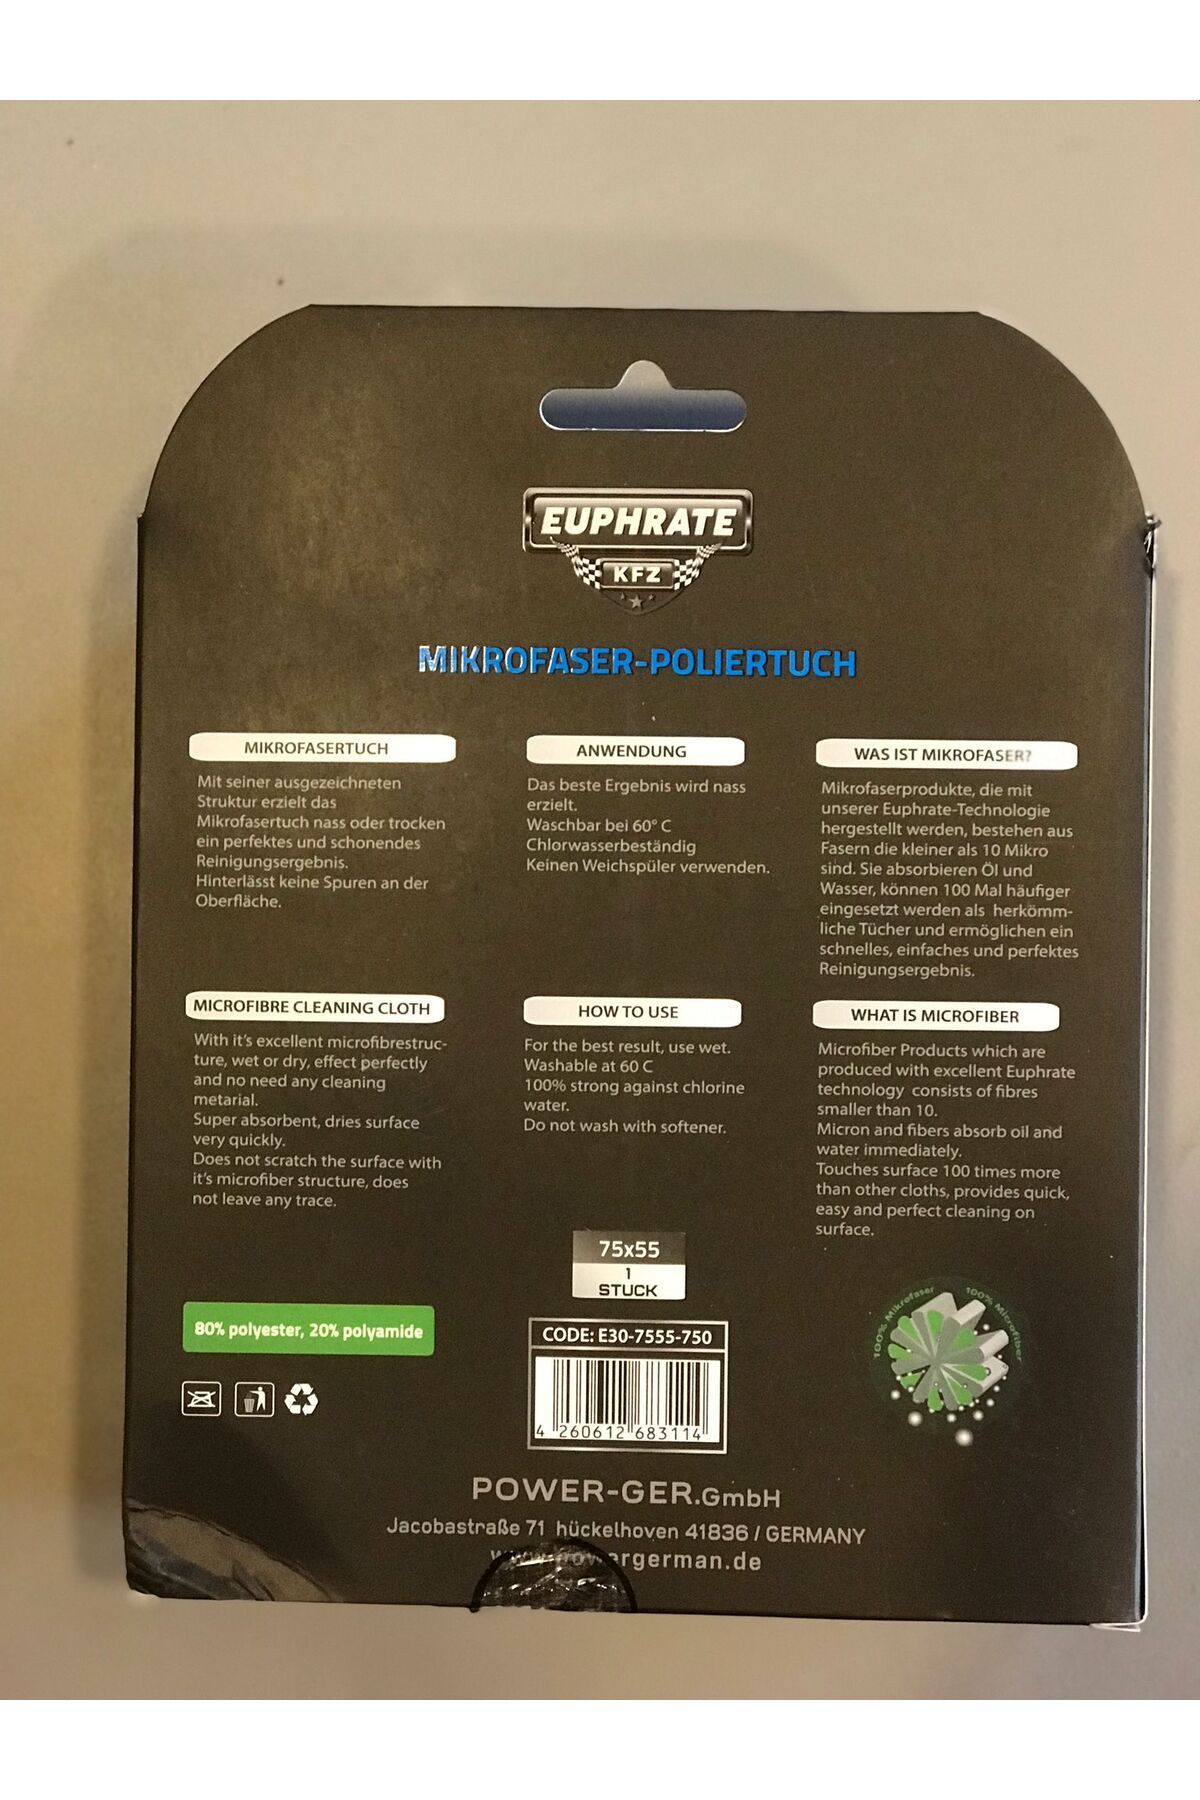 EUPHRATE
KFZ
MIKROFASER-POLIERTUCH
MIKROFASERTUCH
Mit seiner ausgezeichneten
Struktur erzielt das
Mikrofasertuch nass oder trocken
ein perfektes und schonendes
Reinigungsergebnis.
Hinterlässt keine Spuren an der
Oberfläche.
ANWENDUNG
Das beste Ergebnis wird nass
erzielt.
Waschbar bei 60° C
Chlorwasserbeständig
Keinen Weichspüler verwenden.
WAS IST MIKROFASER?
Mikrofaserprodukte, die mit
unserer Euphrate-Technologie
hergestellt werden, bestehen aus
Fasern die kleiner als 10 Mikro
sind. Sie absorbieren Öl und
Wasser, können 100 Mal häufiger
eingesetzt werden als herkömm-
liche Tücher und ermöglichen ein
schnelles, einfaches und perfektes
Reinigungsergebnis.
MICROFIBRE CLEANING CLOTH
With it's excellent microfibrestruc-
ture, wet or dry, effect perfectly
and no need any cleaning
metarial.
Super absorbent, dries surface
very quickly.
Does not scratch the surface with
it's microfiber structure, does
not leave any trace.
HOW TO USE
For the best result, use wet.
Washable at 60 C
100% strong against chlorine
water.
Do not wash with softener.
WHAT IS MICROFIBER
Microfiber Products which are
produced with excellent Euphrate
technology consists of fibres
smaller than 10.
Micron and fibers absorb oil and
water immediately.
Touches surface 100 times more
than other cloths, provides quick,
easy and perfect cleaning on
surface.
75x55
1
STUCK
80% polyester, 20% polyamide
CODE: E30-7555-750
4 260612 683114
100% Mikrofaser
100% Microfiber
POWER-GER.GmbH
Jacobastraße 71 hückelhoven 41836 / GERMANY
www.powergerman.de